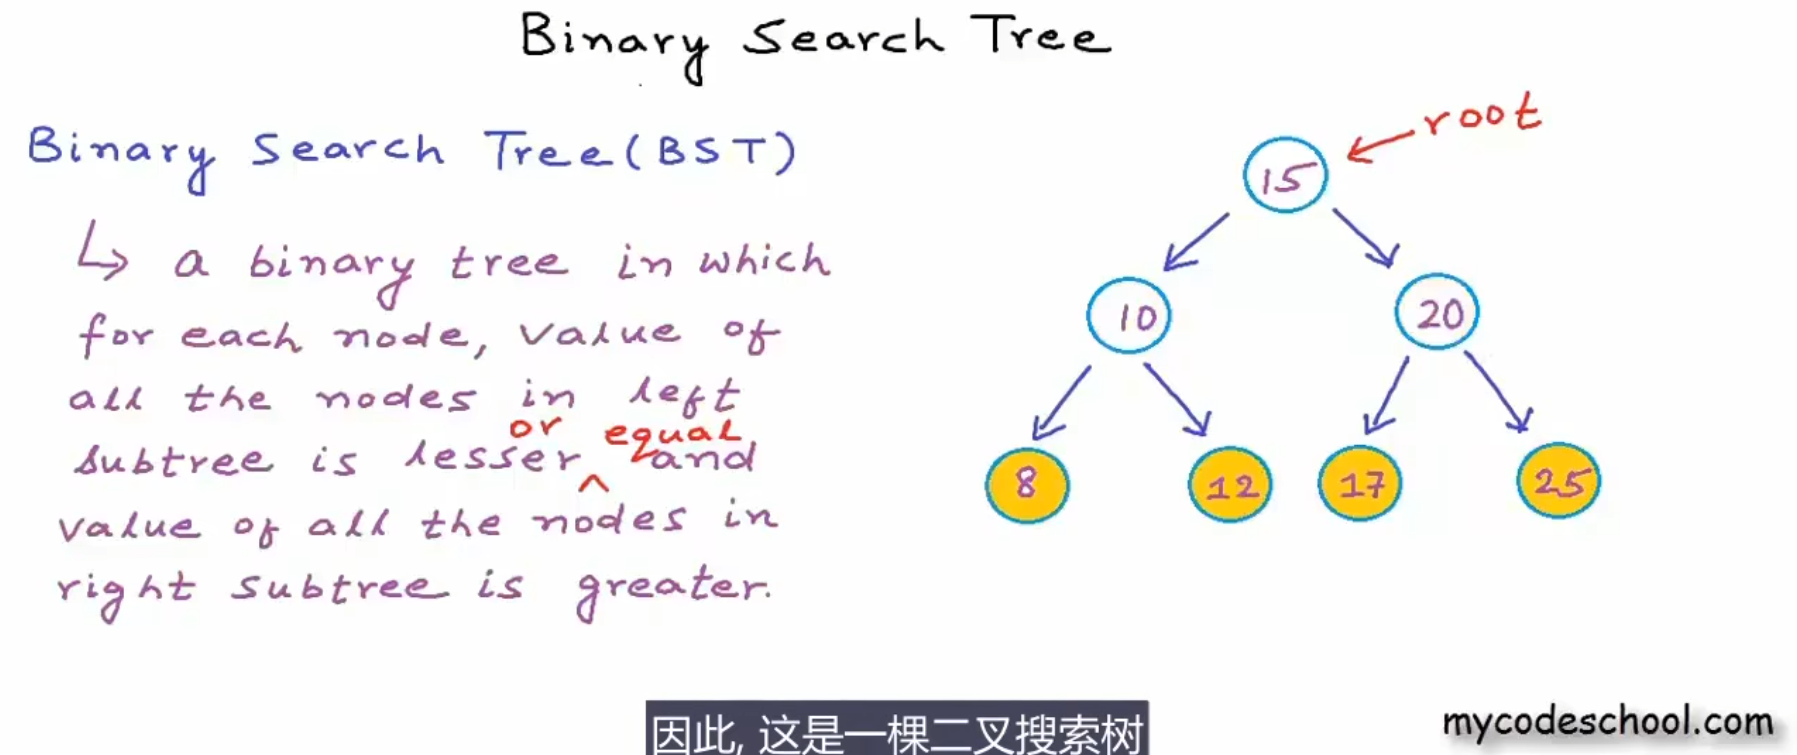 Binary Search Tree
Binary Search Tree (BST)
↳ a binary tree in which
for each node, value of
all the nodes in left
or equal
subtree is lesser ^ and
value of all the nodes in
right subtree is greater.
root
15
10 20
8 12 17 25
因此, 这是一棵二叉搜索树
mycodeschool.com